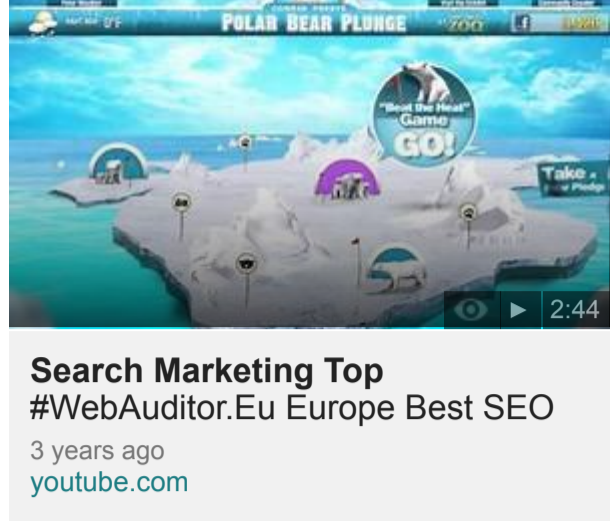 POLAR BEAR PLUNGE
ZOO
"Beat the Heat"
Game
GO!
Take a
2:44
Search Marketing Top
#WebAuditor.Eu Europe Best SEO
3 years ago
youtube.com